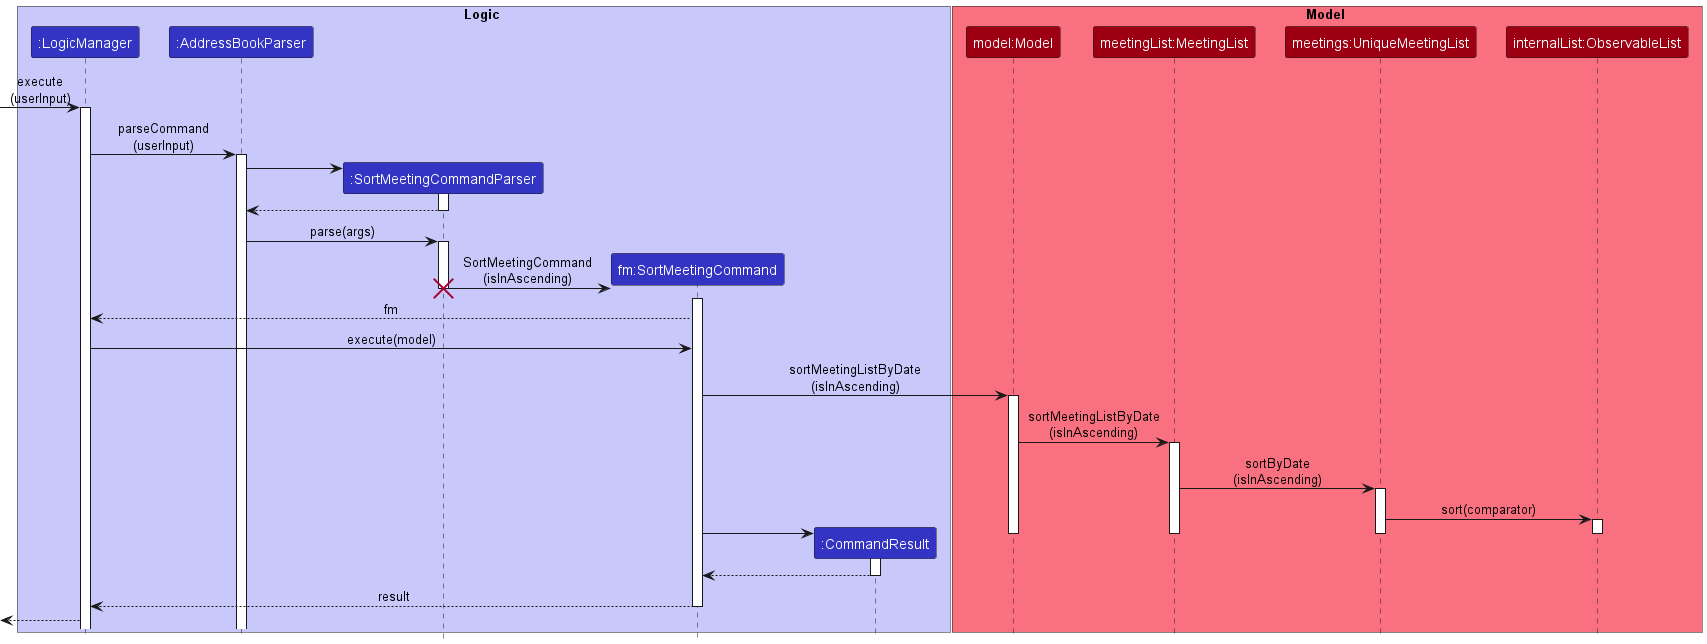 Logic
Model
:LogicManager
:AddressBookParser
model:Model
meetingList:MeetingList
meetings:UniqueMeetingList
internalList:ObservableList
execute
(userInput)
parseCommand
(userInput)
:SortMeetingCommandParser
parse(args)
SortMeetingCommand
(isInAscending)
fm:SortMeetingCommand
fm
execute(model)
sortMeetingListByDate
(isInAscending)
sortMeetingListByDate
(isInAscending)
sortByDate
(isInAscending)
sort(comparator)
:CommandResult
result